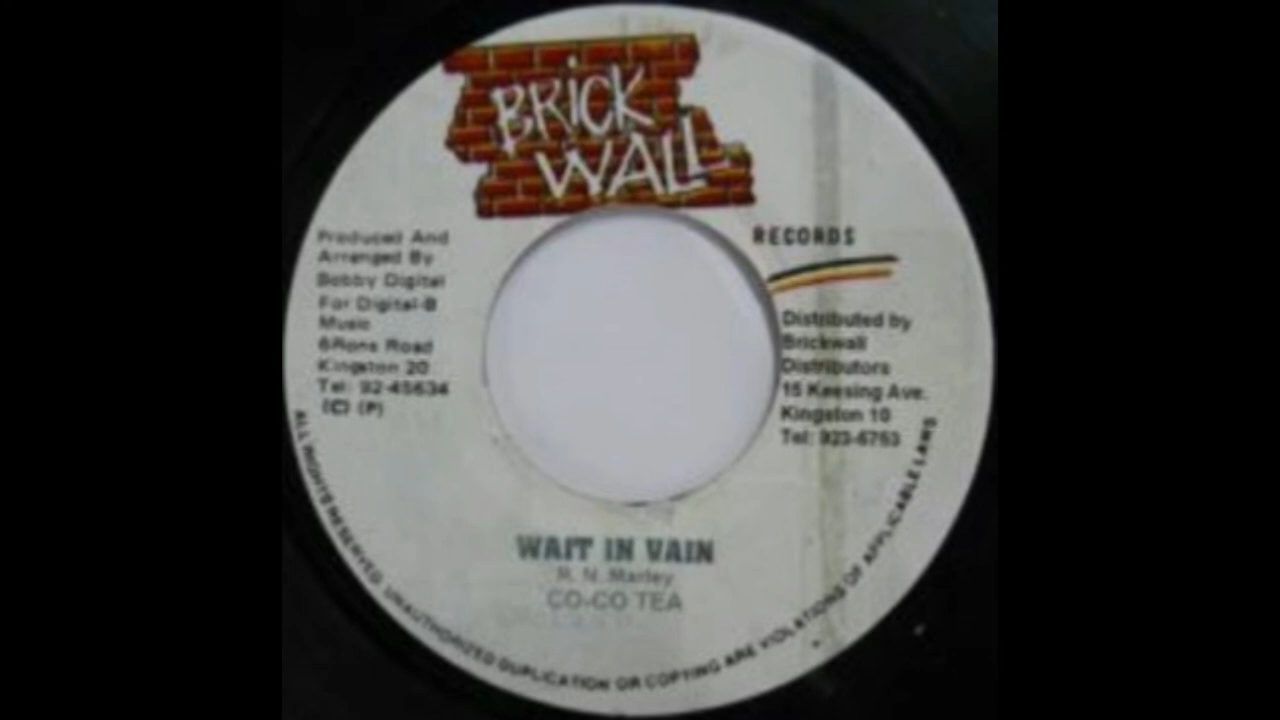 BRICK
WALL
RECORDS
Produced And
Arranged By
Bobby Digital
For Digital-B
Music
6Rons Road
Kingston 20
Tel: 92-45634
(C) (P)
Distributed by
Brickwall
Distributors
15 Keesing Ave.
Kingston 10
Tel: 923-6753
WAIT IN VAIN
R. N. Marley
CO-CO TEA
ALL RIGHTS RESERVED. UNAUTHORIZED DUPLICATION OR COPYING ARE VIOLATIONS OF APPLICABLE LAWS